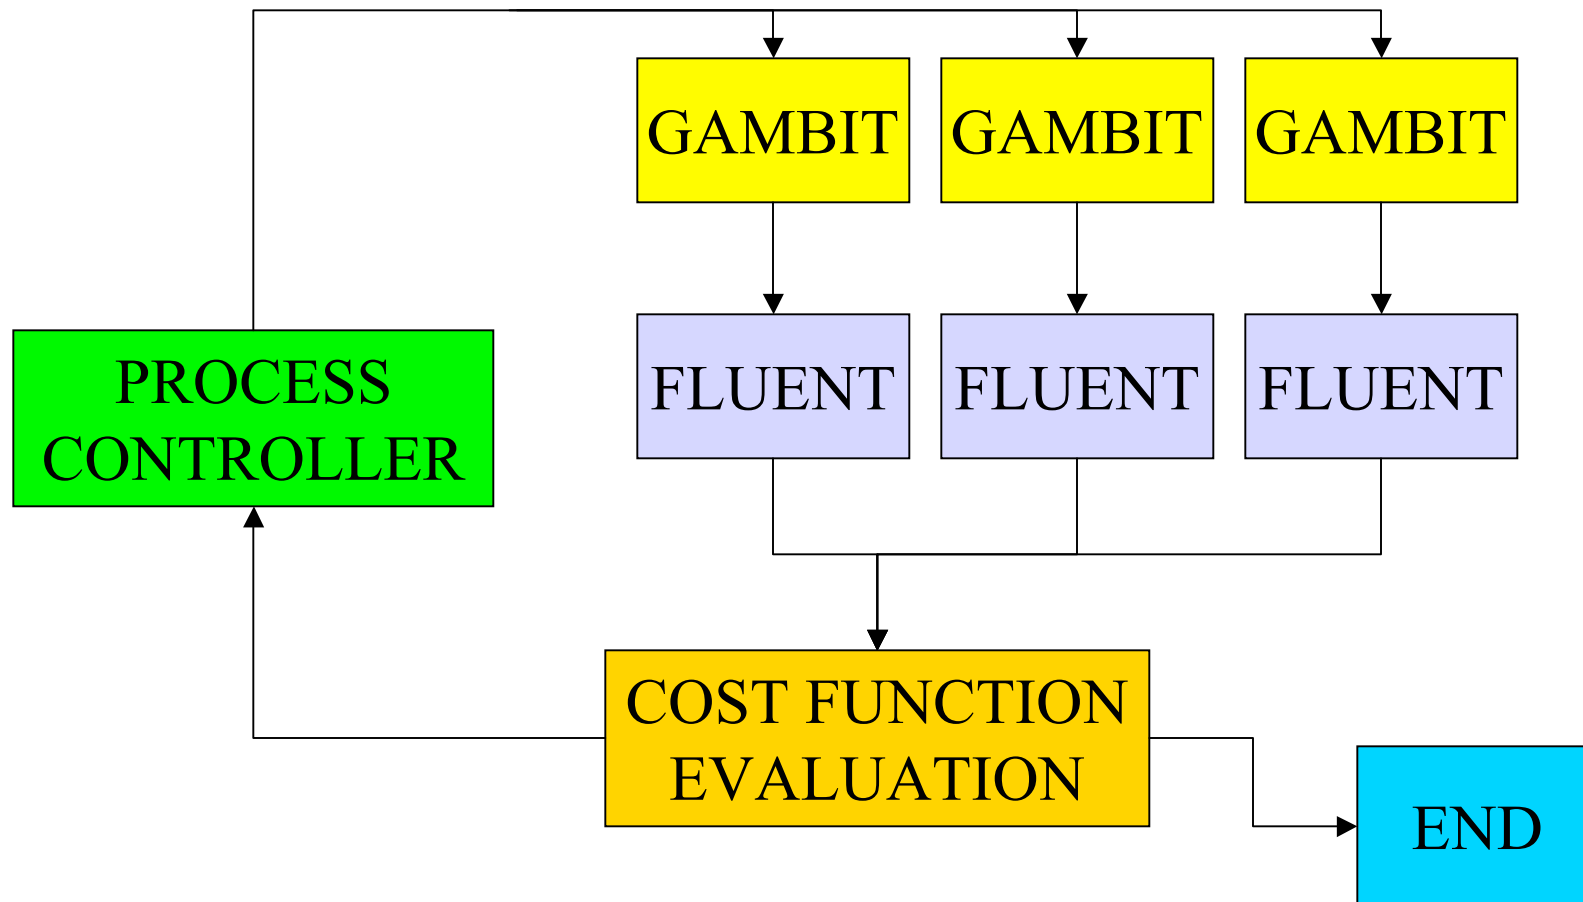 GAMBIT GAMBIT GAMBIT
FLUENT FLUENT FLUENT
PROCESS
CONTROLLER
COST FUNCTION
EVALUATION
END